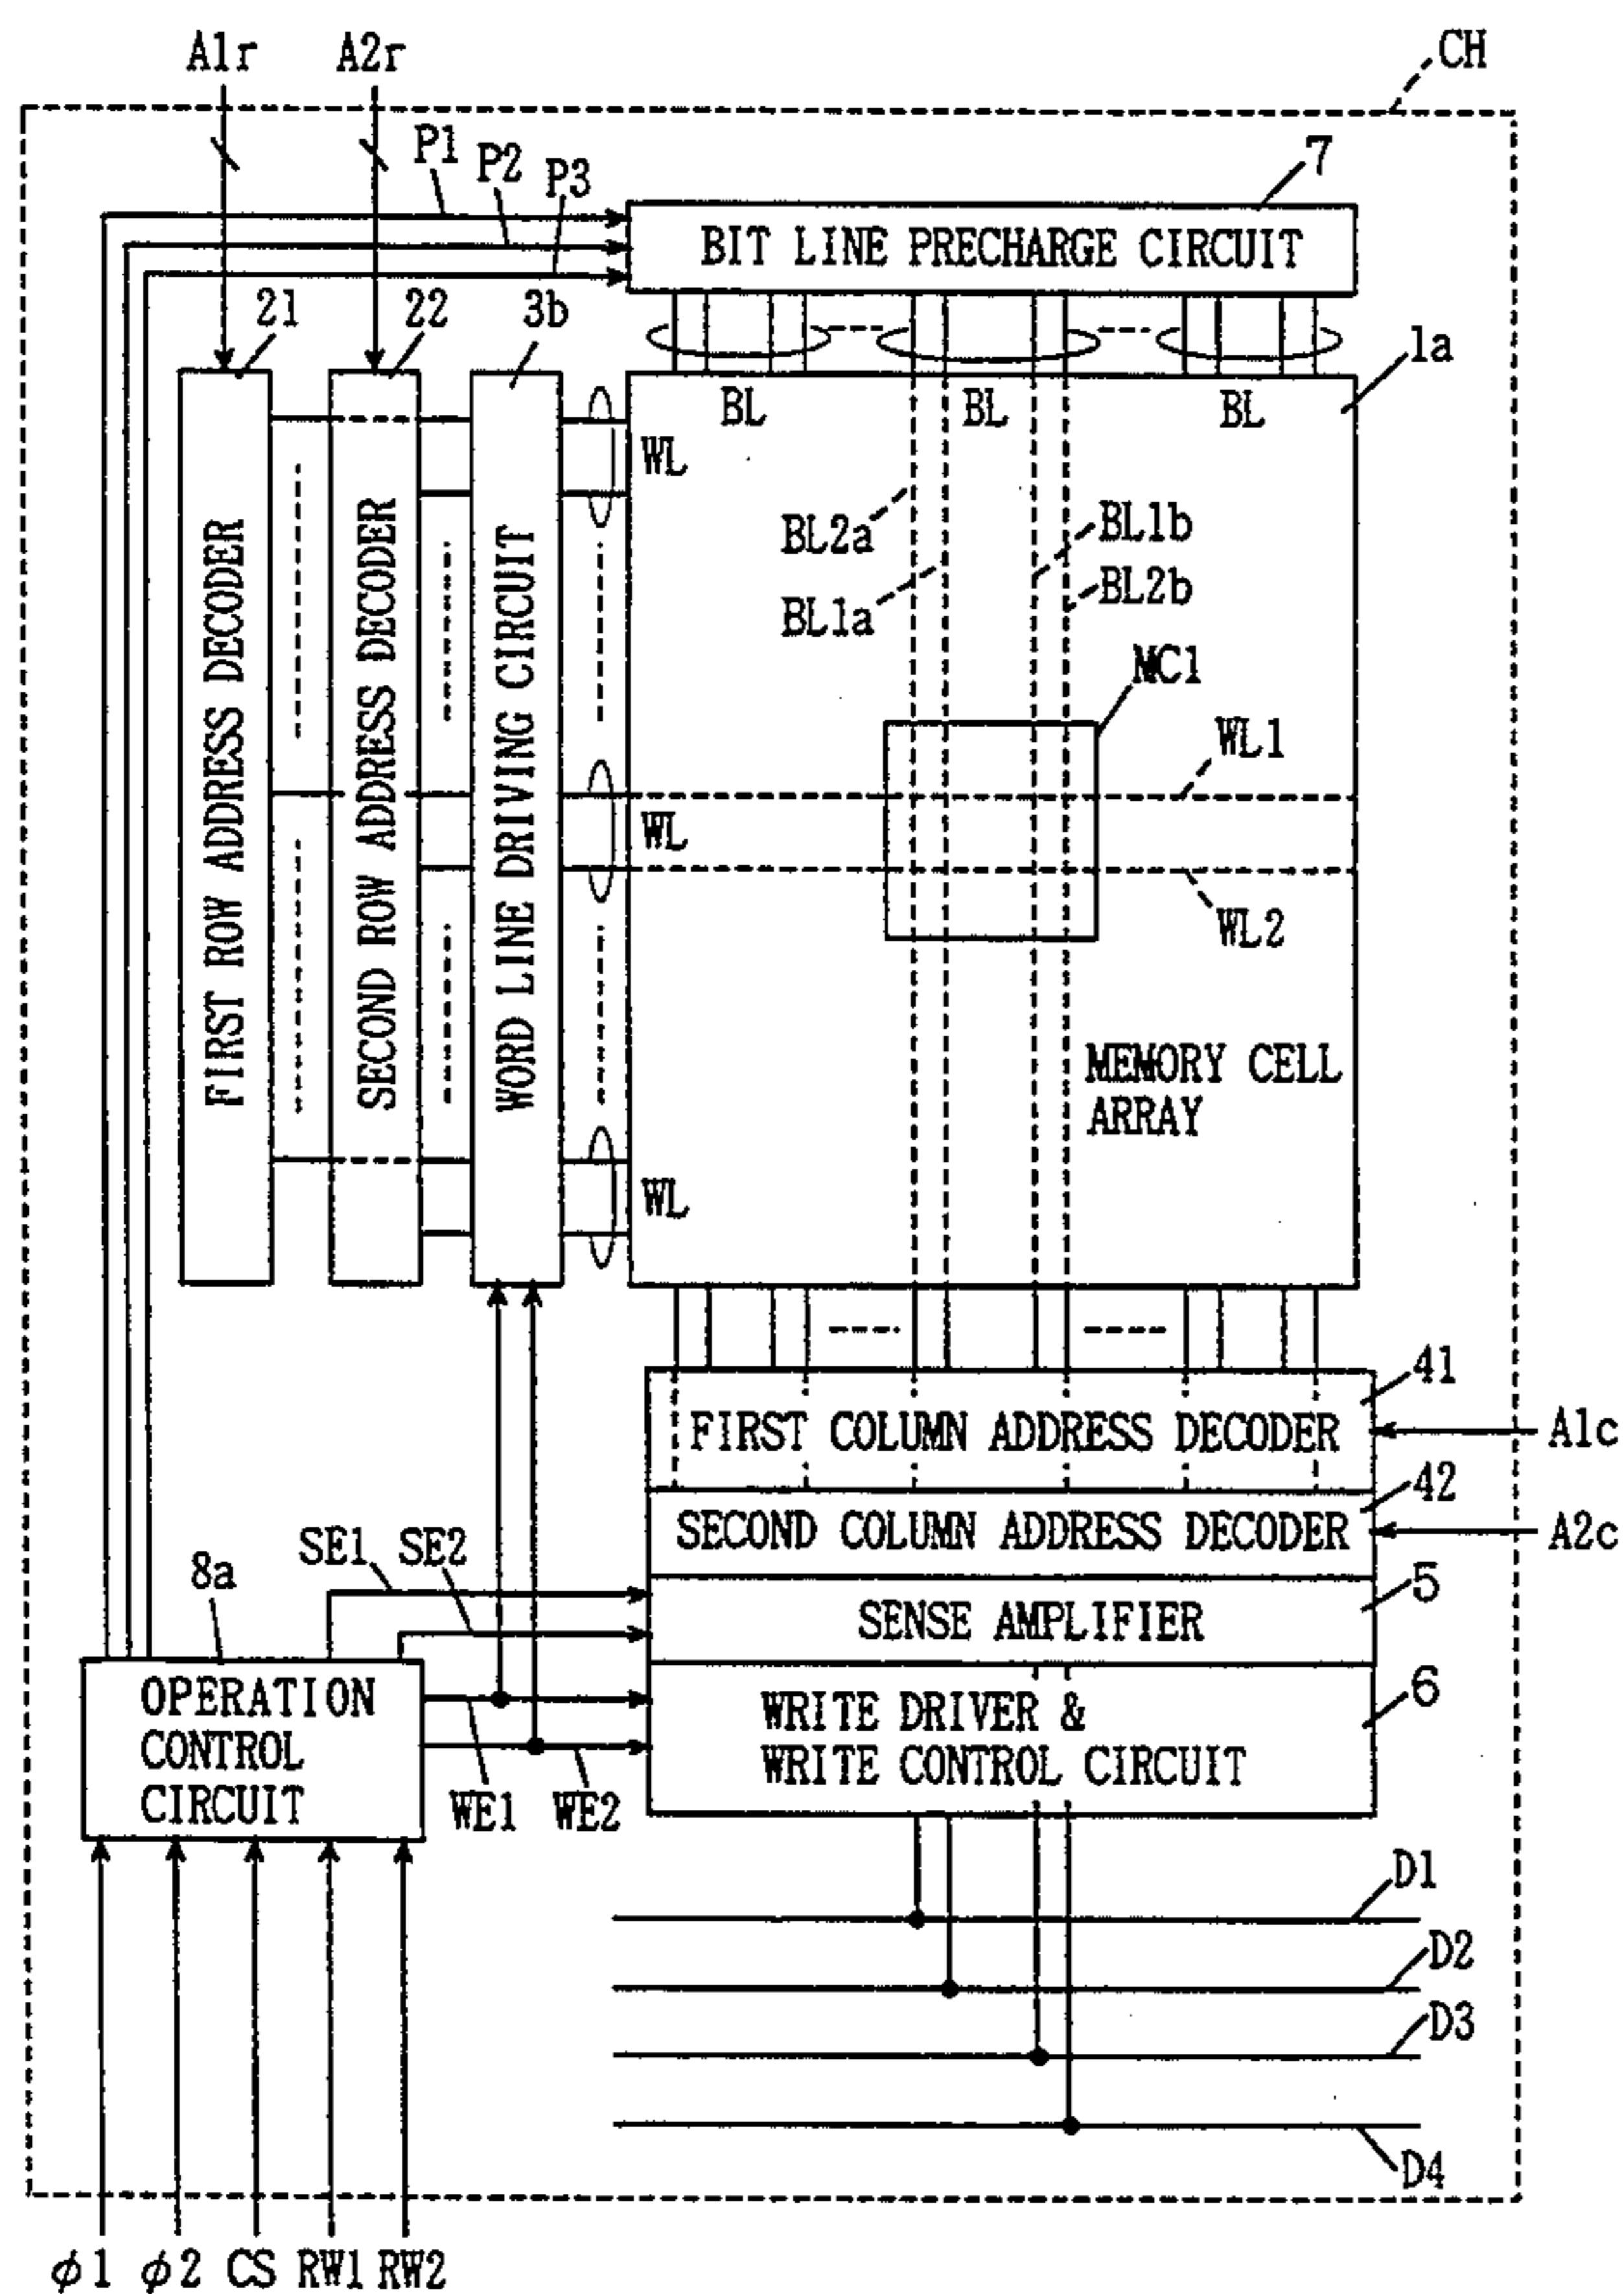 A1r A2r CH
P1
P2
P3
7
BIT LINE PRECHARGE CIRCUIT
21 22 3b
1a
BL BL BL
WL
BL2a
BL1b
BL1a
BL2b
MC1
WL1
WL
WL2
FIRST ROW ADDRESS DECODER
SECOND ROW ADDRESS DECODER
WORD LINE DRIVING CIRCUIT
MEMORY CELL
ARRAY
WL
41
FIRST COLUMN ADDRESS DECODER
A1c
42
SECOND COLUMN ADDRESS DECODER
A2c
SE1 SE2
8a
5
SENSE AMPLIFIER
OPERATION
CONTROL
CIRCUIT
6
WRITE DRIVER &
WRITE CONTROL CIRCUIT
WE1 WE2
D1
D2
D3
D4
φ1 φ2 CS RW1 RW2